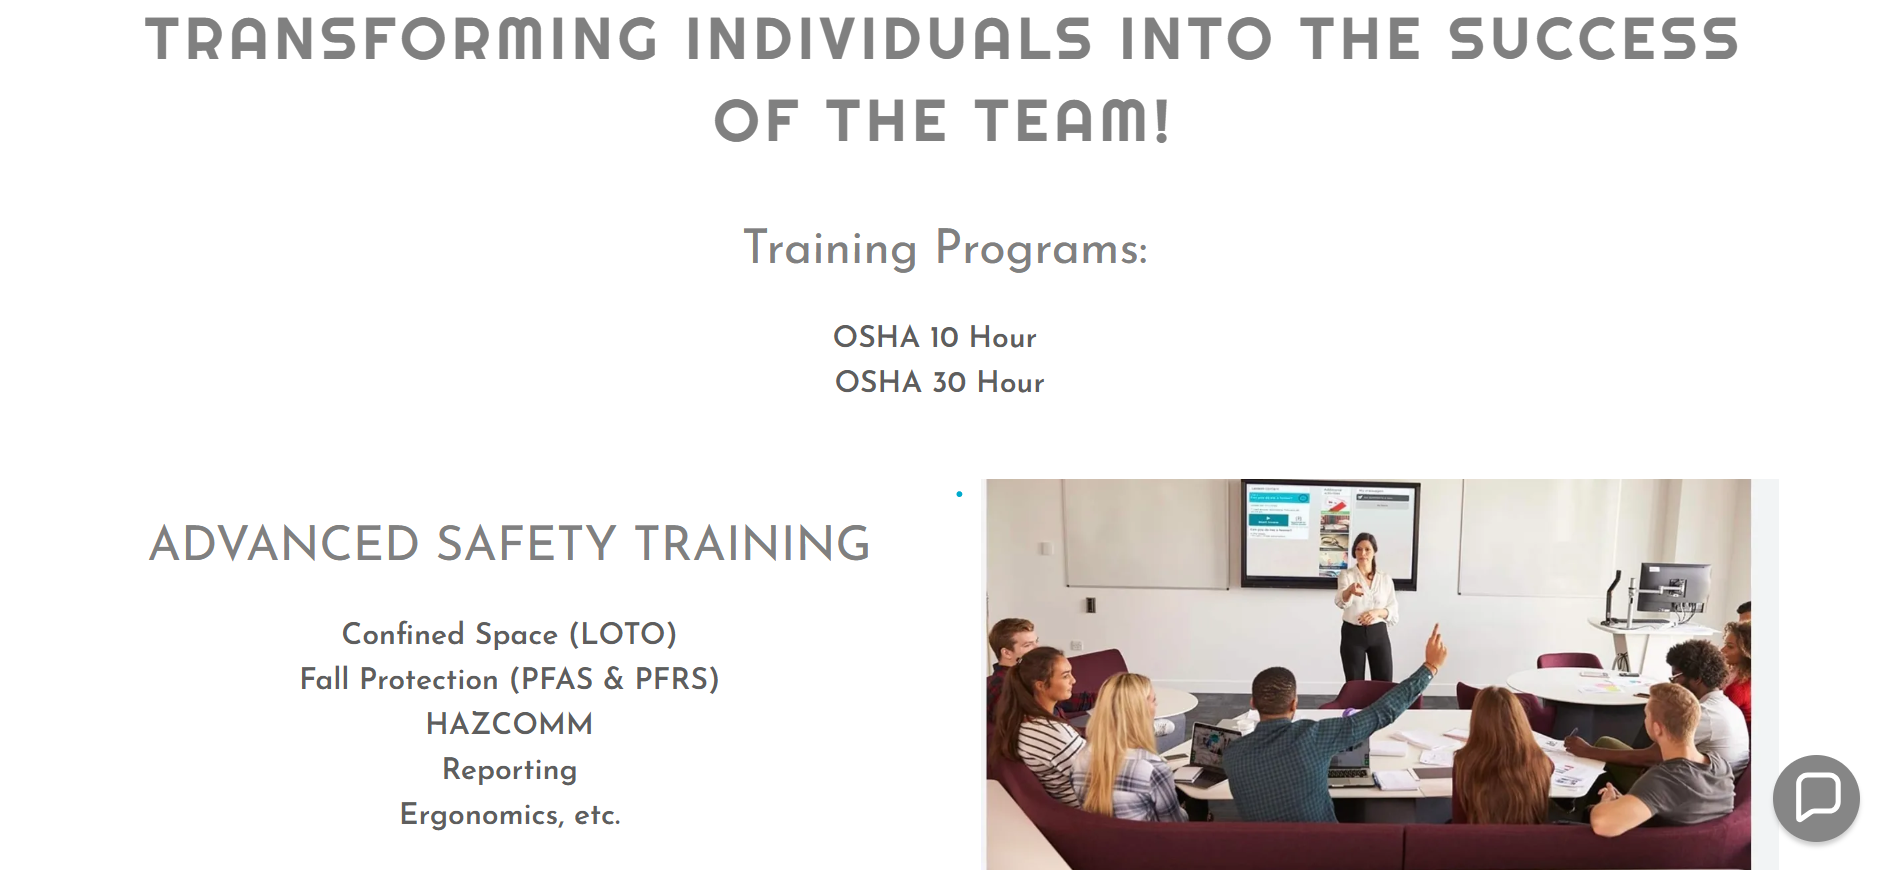 TRANSFORMING INDIVIDUALS INTO THE SUCCESS
OF THE TEAM!
Training Programs:
OSHA 10 Hour
OSHA 30 Hour
ADVANCED SAFETY TRAINING
Confined Space (LOTO)
Fall Protection (PFAS & PFRS)
HAZCOMM
Reporting
Ergonomics, etc.